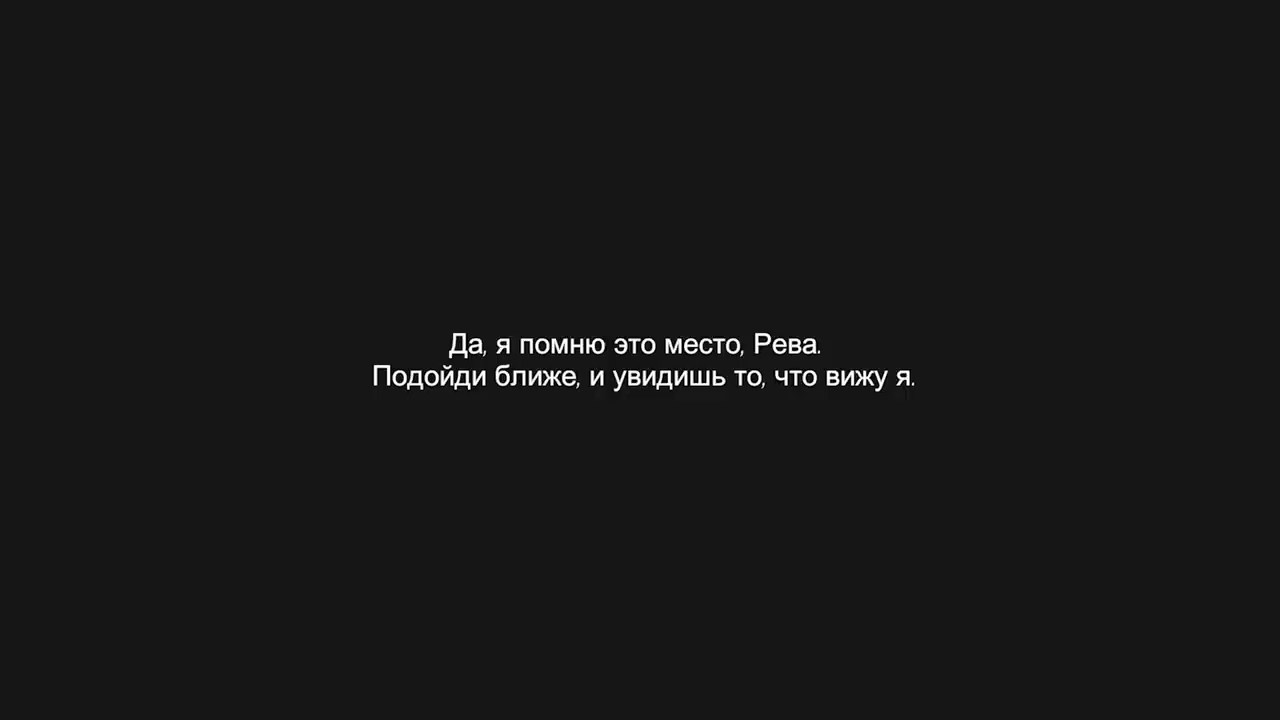 Да, я помню это место, Рева.
Подойди ближе, и увидишь то, что вижу я.